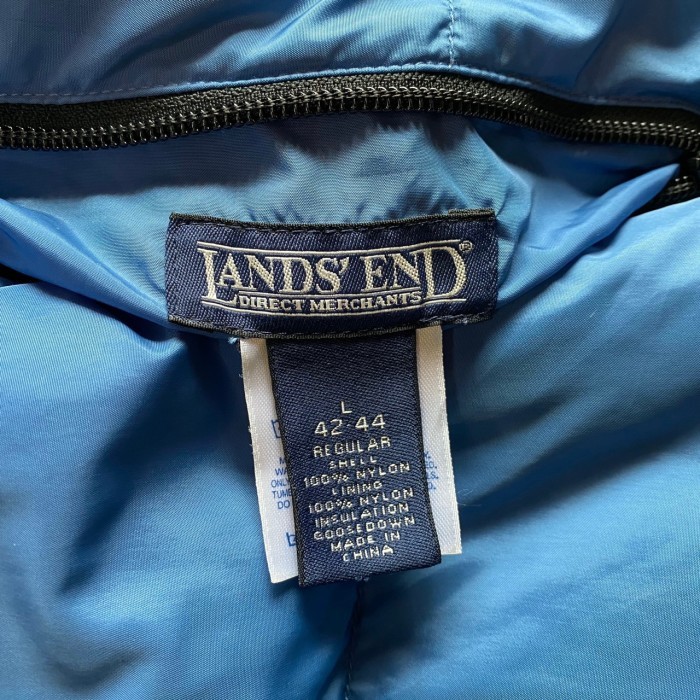 LANDS' END®
DIRECT MERCHANTS
L
42-44
REGULAR
SHELL
100% NYLON
LINING
100% NYLON
INSULATION
GOOSEDOWN
MADE IN
CHINA